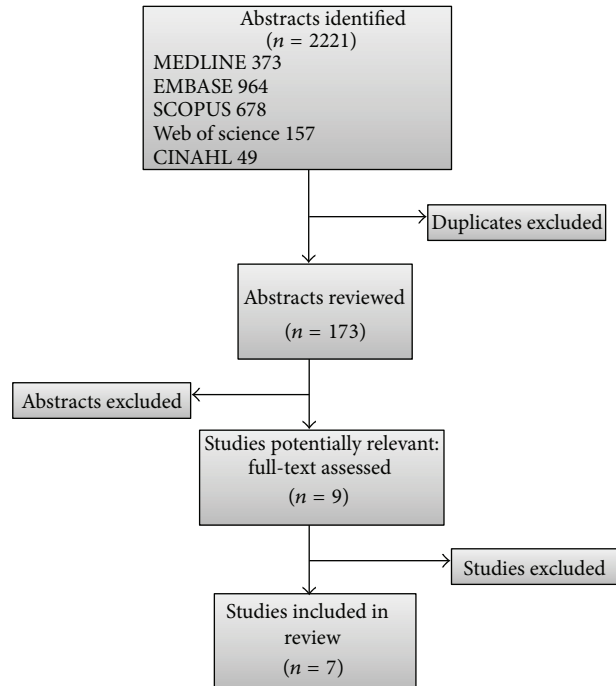 Abstracts identified
(n = 2221)
MEDLINE 373
EMBASE 964
SCOPUS 678
Web of science 157
CINAHL 49
Duplicates excluded
Abstracts reviewed
(n = 173)
Abstracts excluded
Studies potentially relevant:
full-text assessed
(n = 9)
Studies excluded
Studies included in
review
(n = 7)